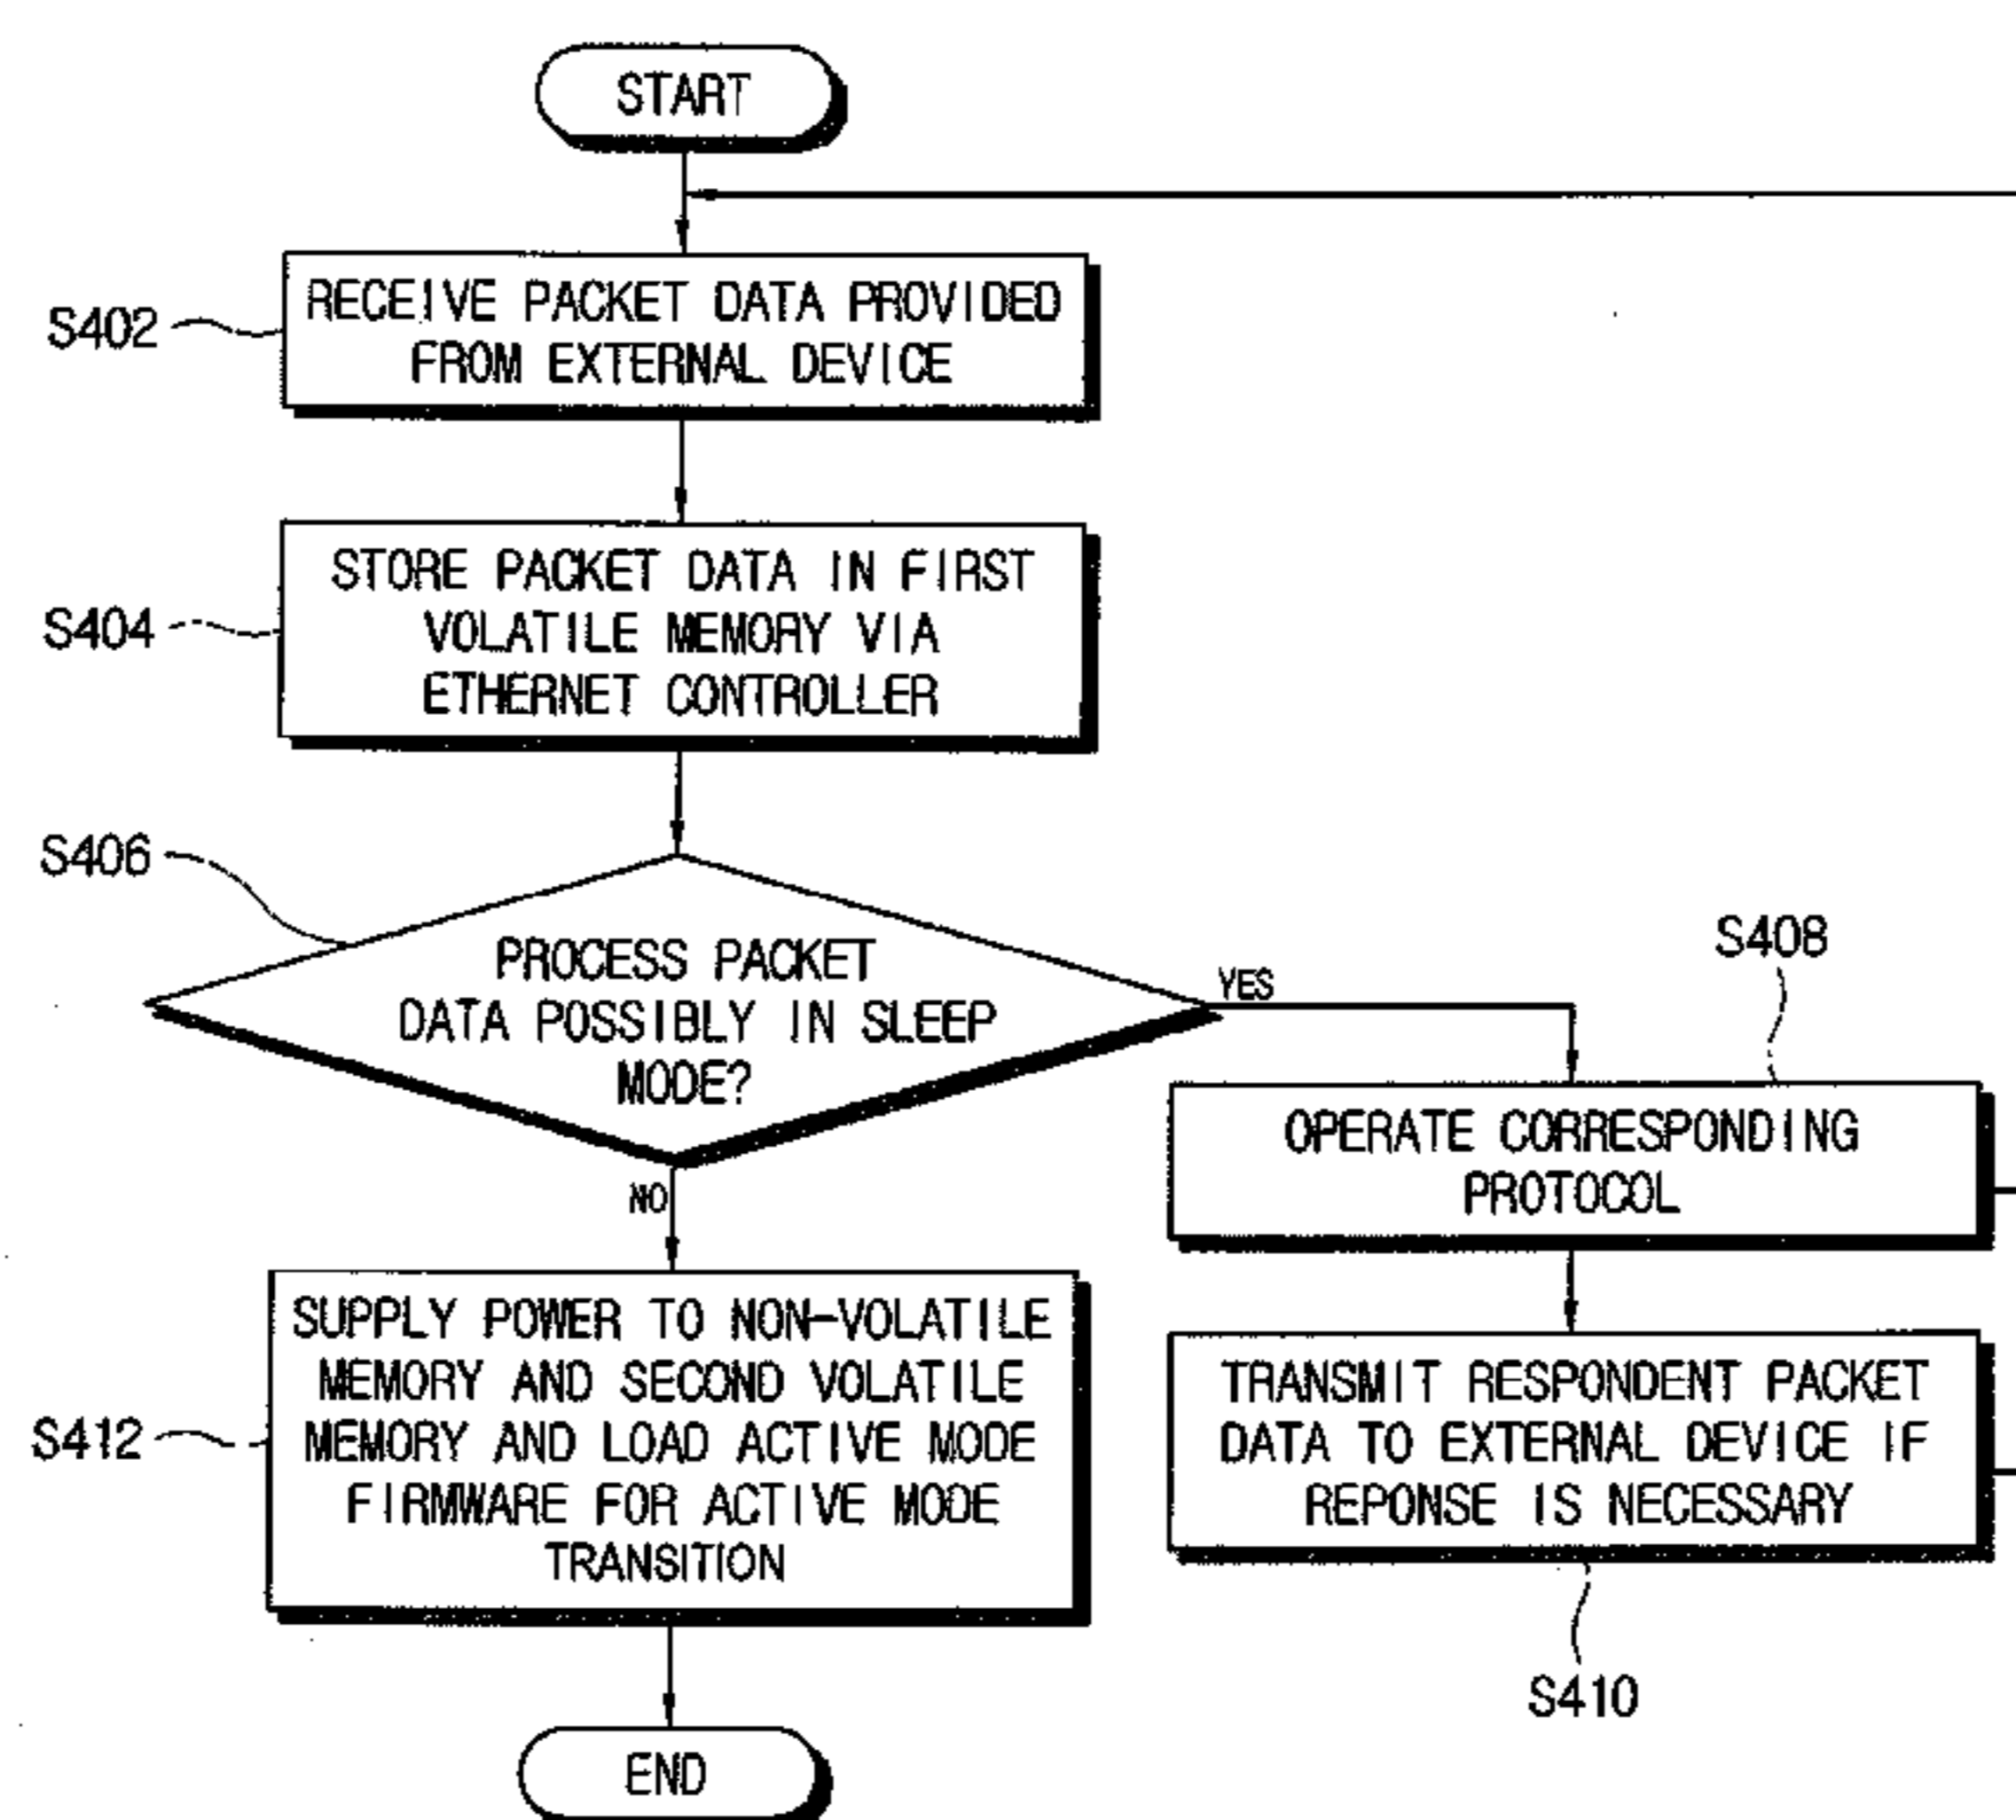 START
S402
RECEIVE PACKET DATA PROVIDED
FROM EXTERNAL DEVICE
S404
STORE PACKET DATA IN FIRST
VOLATILE MEMORY VIA
ETHERNET CONTROLLER
S406
PROCESS PACKET
DATA POSSIBLY IN SLEEP
MODE?
YES
NO
S408
OPERATE CORRESPONDING
PROTOCOL
TRANSMIT RESPONDENT PACKET
DATA TO EXTERNAL DEVICE IF
REPONSE IS NECESSARY
S410
S412
SUPPLY POWER TO NON-VOLATILE
MEMORY AND SECOND VOLATILE
MEMORY AND LOAD ACTIVE MODE
FIRMWARE FOR ACTIVE MODE
TRANSITION
END